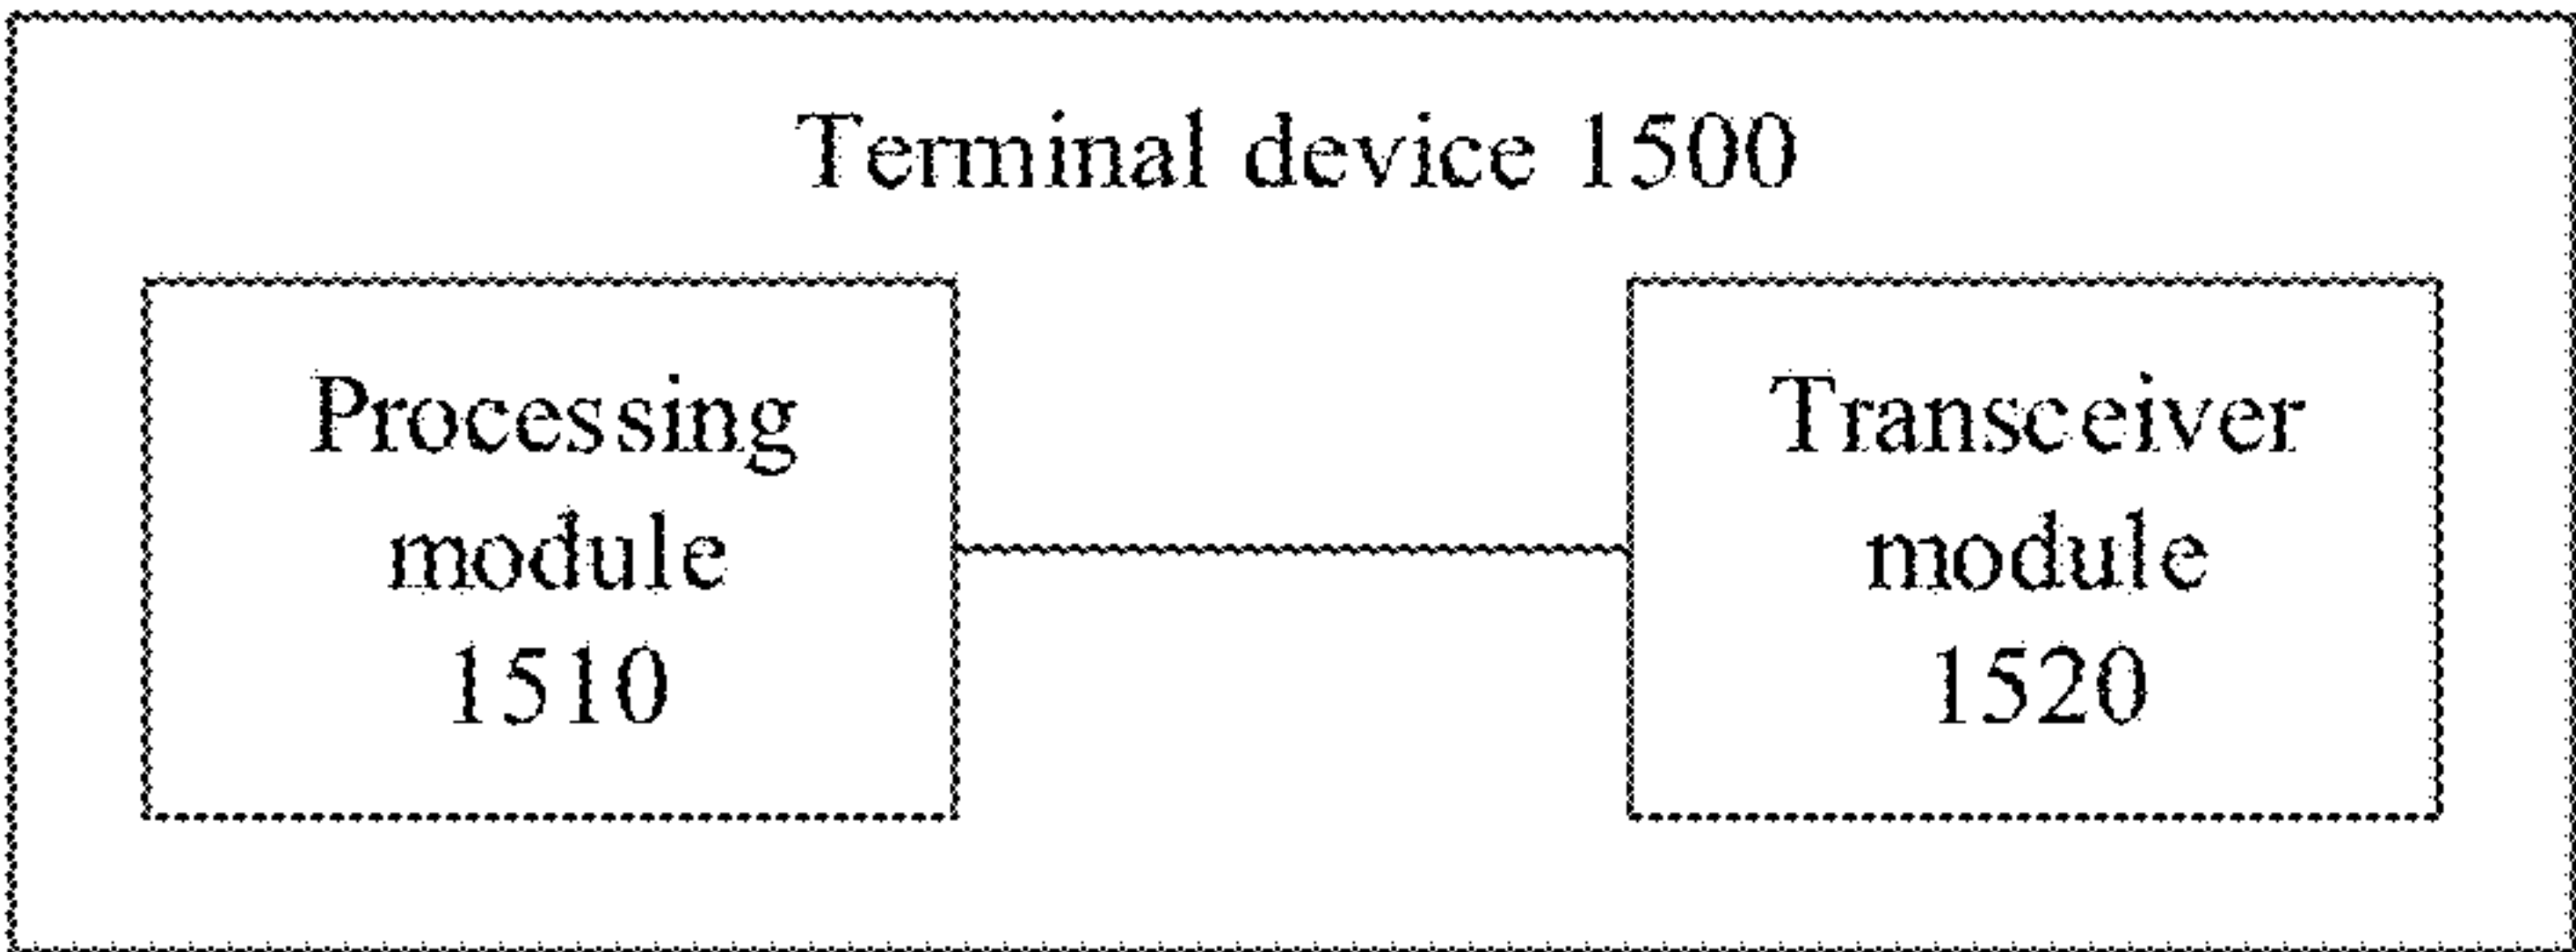 Terminal device 1500
Processing
module
1510
Transceiver
module
1520